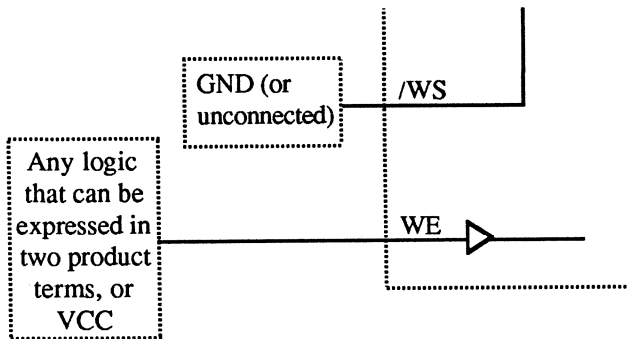 GND (or
unconnected)
/WS
Any logic
that can be
expressed in
two product
terms, or
VCC
WE